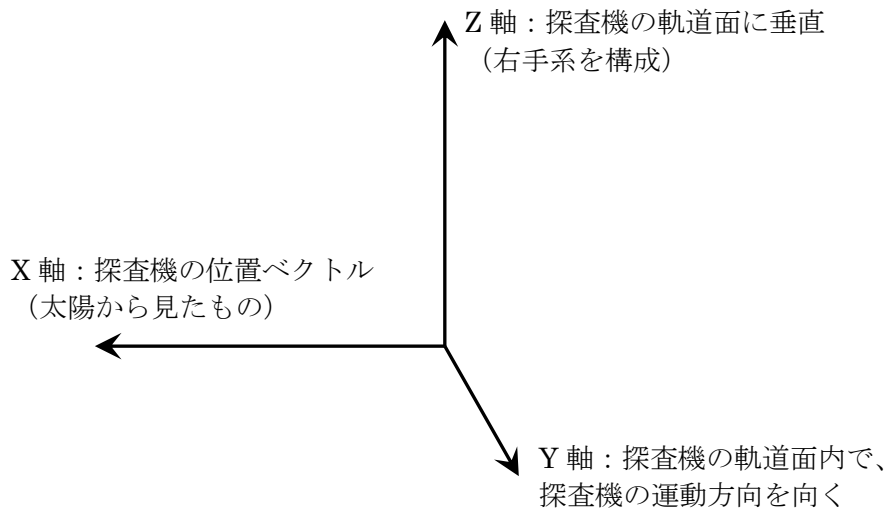 Z 軸：探査機の軌道面に垂直
（右手系を構成）
X 軸：探査機の位置ベクトル
（太陽から見たもの）
Y 軸：探査機の軌道面内で、
探査機の運動方向を向く